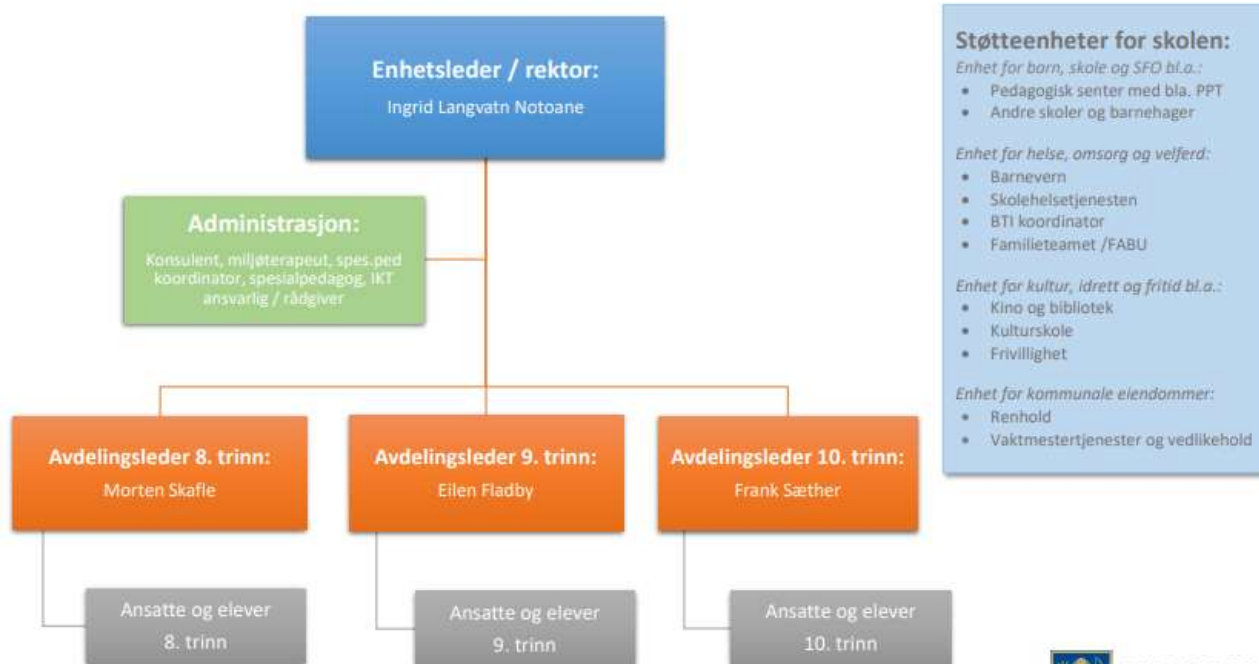 Enhetsleder / rektor:
Ingrid Langvatn Notoane
Administrasjon:
Konsulent, miljøterapeut, spes.ped
koordinator, spesialpedagog, IKT
ansvarlig / rådgiver
Avdelingsleder 8. trinn:
Morten Skafle
Avdelingsleder 9. trinn:
Eilen Fladby
Avdelingsleder 10. trinn:
Frank Sæther
Ansatte og elever
8. trinn
Ansatte og elever
9. trinn
Ansatte og elever
10. trinn
Støtteenheter for skolen:
Enhet for barn, skole og SFO bl.a.:
• Pedagogisk senter med bla. PPT
• Andre skoler og barnehager
Enhet for helse, omsorg og velferd:
• Barnevern
• Skolehelsetjenesten
• BTI koordinator
• Familieteamet /FABU
Enhet for kultur, idrett og fritid bl.a.:
• Kino og bibliotek
• Kulturskole
• Frivillighet
Enhet for kommunale eiendommer:
• Renhold
• Vaktmestertjenester og vedlikehold